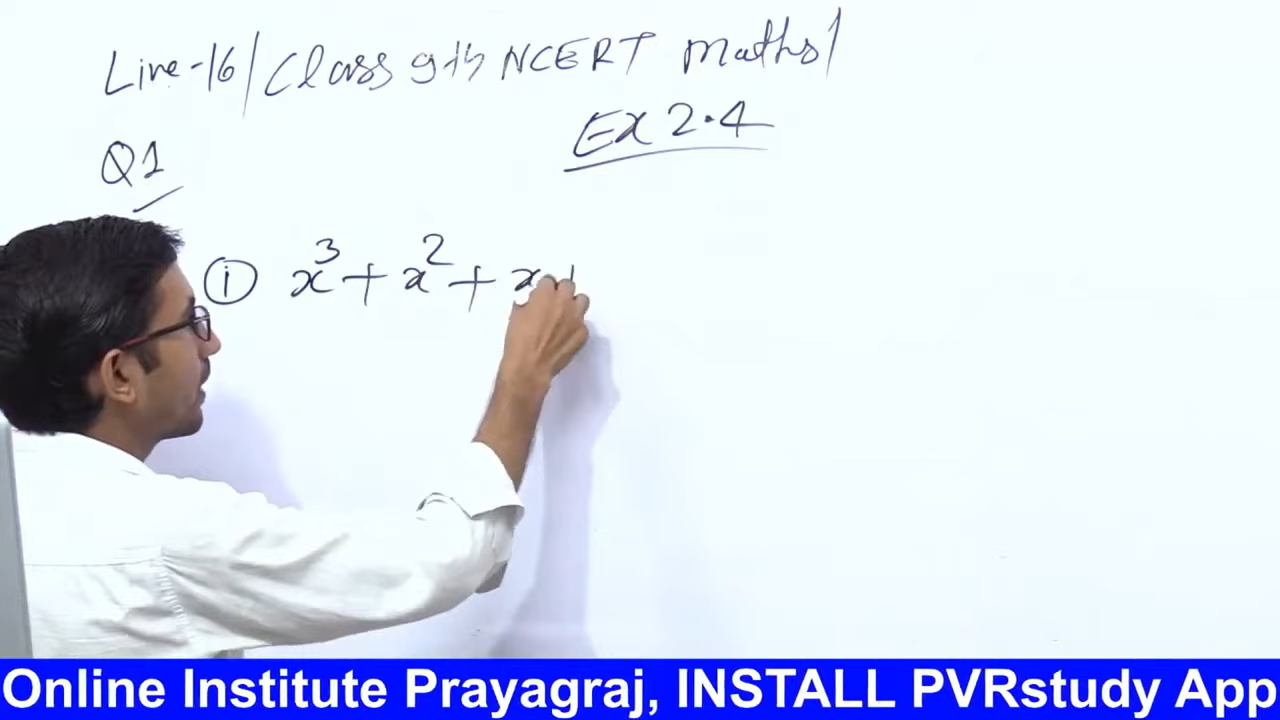 Live-16/Class 9th NCERT Maths/
Ex 2.4
Q1
(i) x³ + x² + x +
Online Institute Prayagraj, INSTALL PVRstudy App